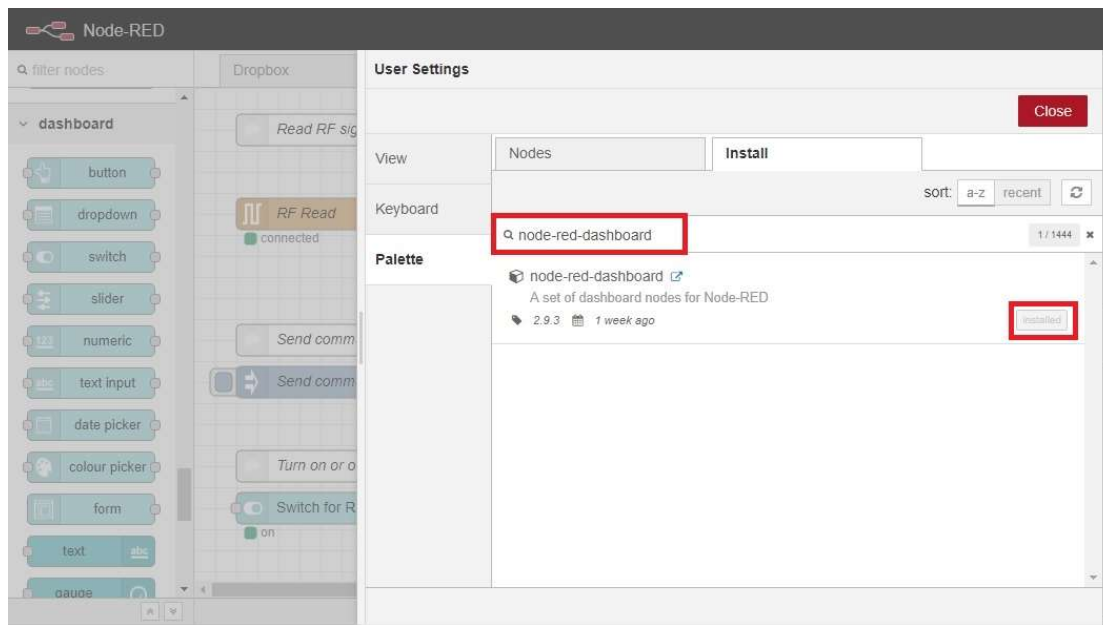 Node-RED
filter nodes
dashboard
button
dropdown
switch
slider
123 numeric
abc text input
date picker
colour picker
form
text abc
gauge
Dropbox
Read RF sig
RF Read
connected
Send comm
Send comm
Turn on or o
Switch for R
on
User Settings
Close
View
Keyboard
Palette
Nodes Install
sort: a-z recent
node-red-dashboard 1 / 1444
node-red-dashboard
A set of dashboard nodes for Node-RED
2.9.3 1 week ago
installed